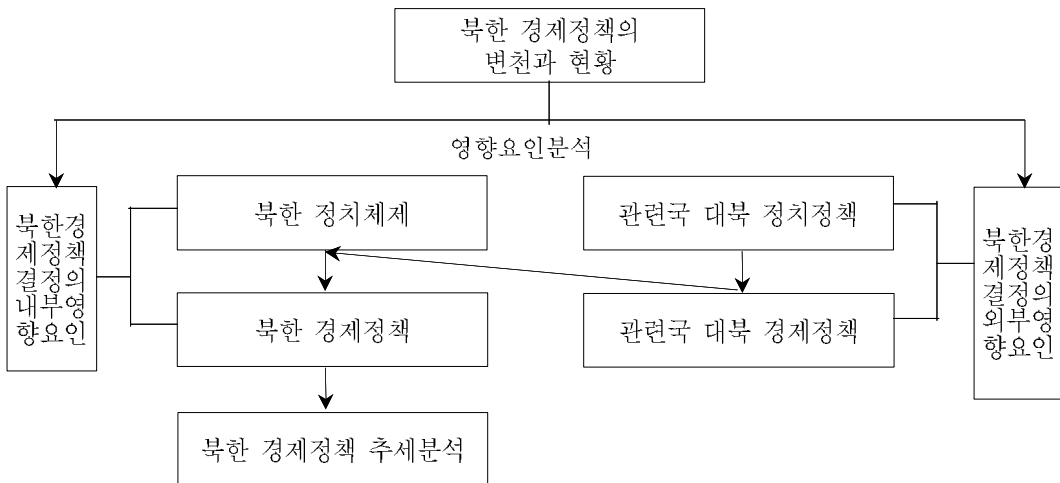 북한 경제정책의
변천과 현황
영향요인분석
북한경
제정책
결정의
내부영
향요인
북한 정치체제
관련국 대북 정치정책
북한경
제정책
결정의
외부영
향요인
북한 경제정책
관련국 대북 경제정책
북한 경제정책 추세분석